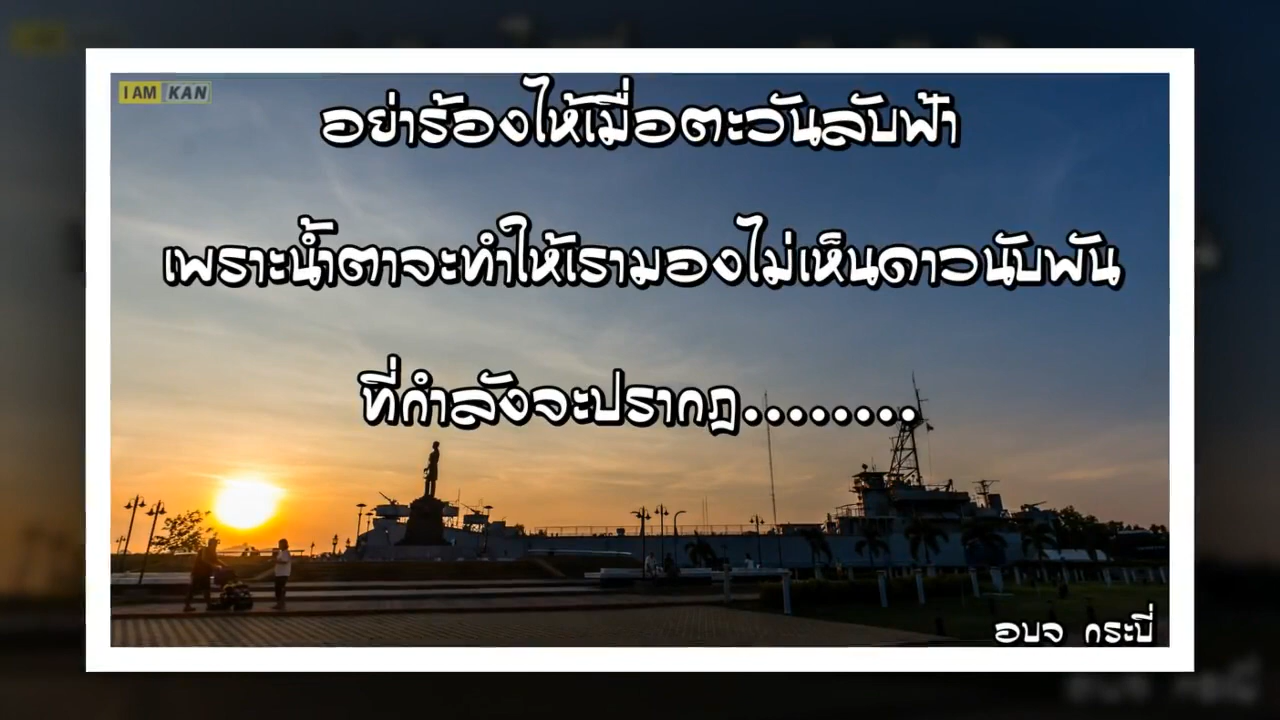 I AM KAN
อย่าร้องไห้เมื่อตะวันลับฟ้า
เพราะน้ำตาจะทำให้เรามองไม่เห็นดาวนับพัน
ที่กำลังจะปรากฎ........
อบจ กระบี่